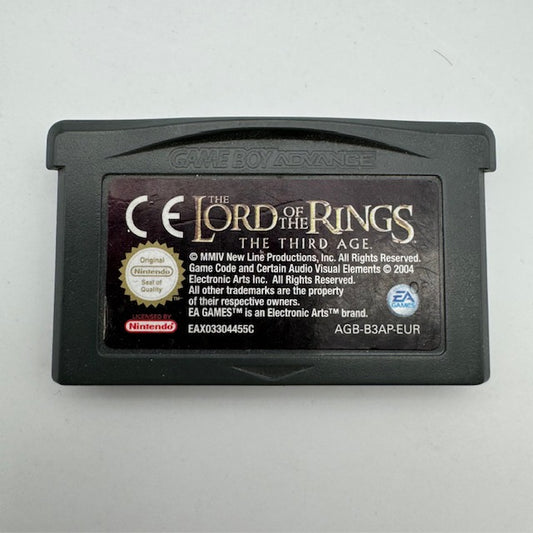 GAME BOY ADVANCE
CE
THE LORD OF THE RINGS
THE THIRD AGE
© MMIV New Line Productions, Inc. All Rights Reserved.
Game Code and Certain Audio Visual Elements © 2004
Electronic Arts Inc. All Rights Reserved.
All other trademarks are the property
of their respective owners.
EA GAMES™ is an Electronic Arts™ brand.
Original
Nintendo
Seal of
Quality
TM
EA
GAMES
LICENSED BY
Nintendo
EAX03304455C
AGB-B3AP-EUR